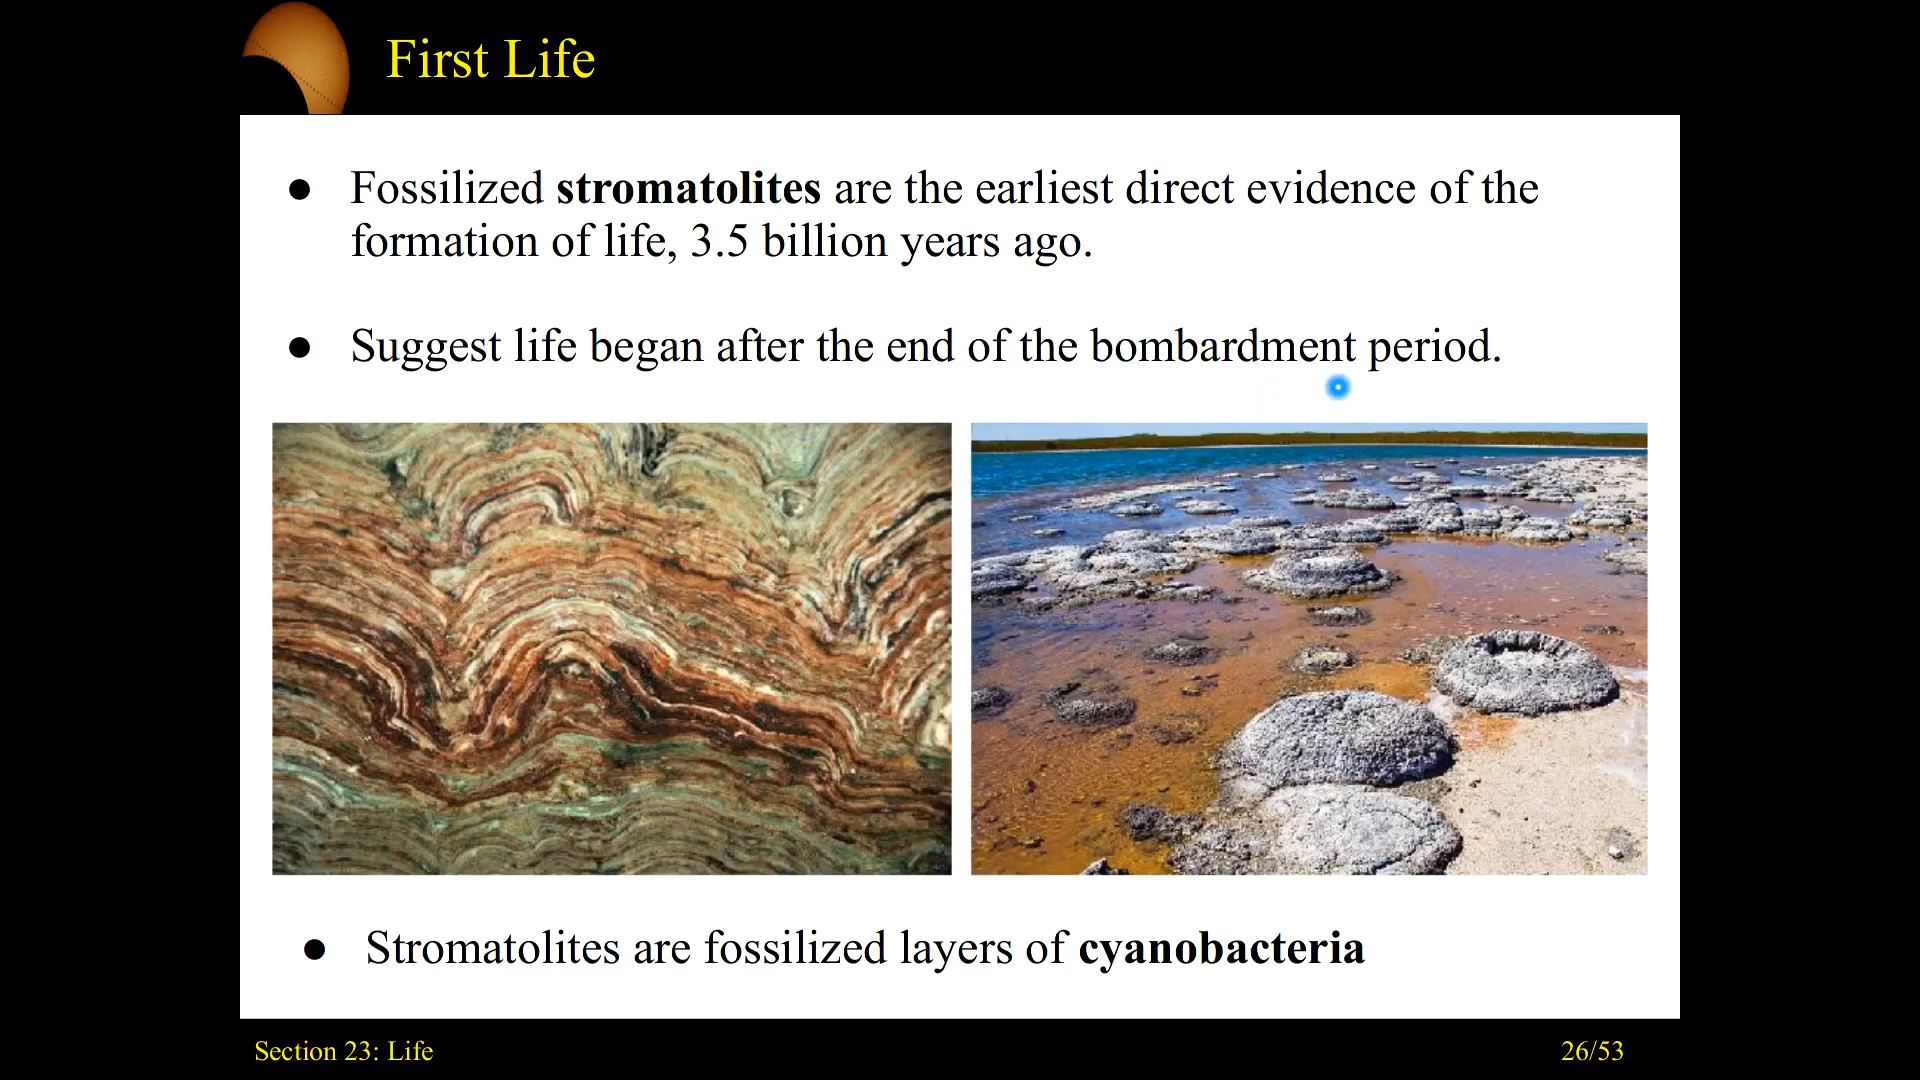 First Life
● Fossilized stromatolites are the earliest direct evidence of the
formation of life, 3.5 billion years ago.
● Suggest life began after the end of the bombardment period.
● Stromatolites are fossilized layers of cyanobacteria
Section 23: Life
26/53